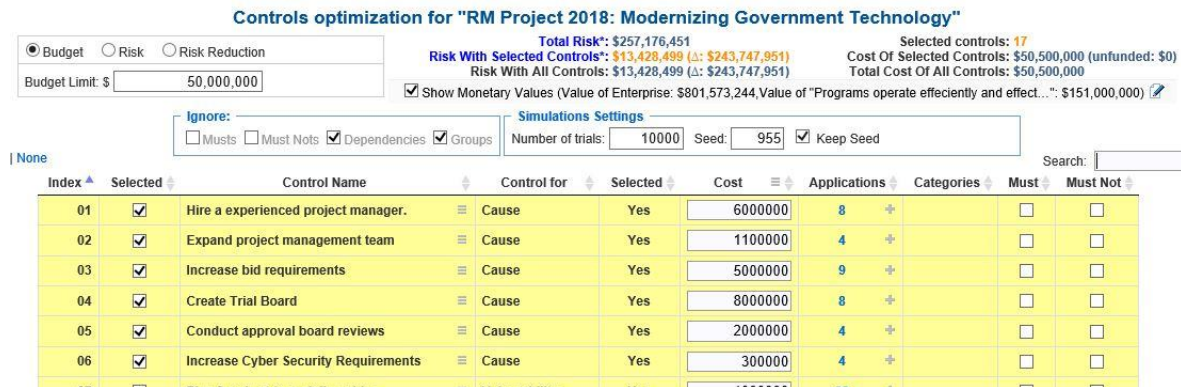 Controls optimization for "RM Project 2018: Modernizing Government Technology"
Budget Risk Risk Reduction
Budget Limit: $ 50,000,000
Total Risk*: $257,176,451
Risk With Selected Controls*: $13,428,499 (Δ: $243,747,951)
Risk With All Controls: $13,428,499 (Δ: $243,747,951)
Selected controls: 17
Cost Of Selected Controls: $50,500,000 (unfunded: $0)
Total Cost Of All Controls: $50,500,000
Show Monetary Values (Value of Enterprise: $801,573,244,Value of "Programs operate effeciently and effect...": $151,000,000)
Ignore:
Musts Must Nots Dependencies Groups
Simulations Settings
Number of trials: 10000 Seed: 955 Keep Seed
| None
Search:
Index Selected Control Name Control for Selected Cost Applications Categories Must Must Not
01 Hire a experienced project manager. Cause Yes 6000000 8
02 Expand project management team Cause Yes 1100000 4
03 Increase bid requirements Cause Yes 5000000 9
04 Create Trial Board Cause Yes 8000000 8
05 Conduct approval board reviews Cause Yes 2000000 4
06 Increase Cyber Security Requirements Cause Yes 300000 4